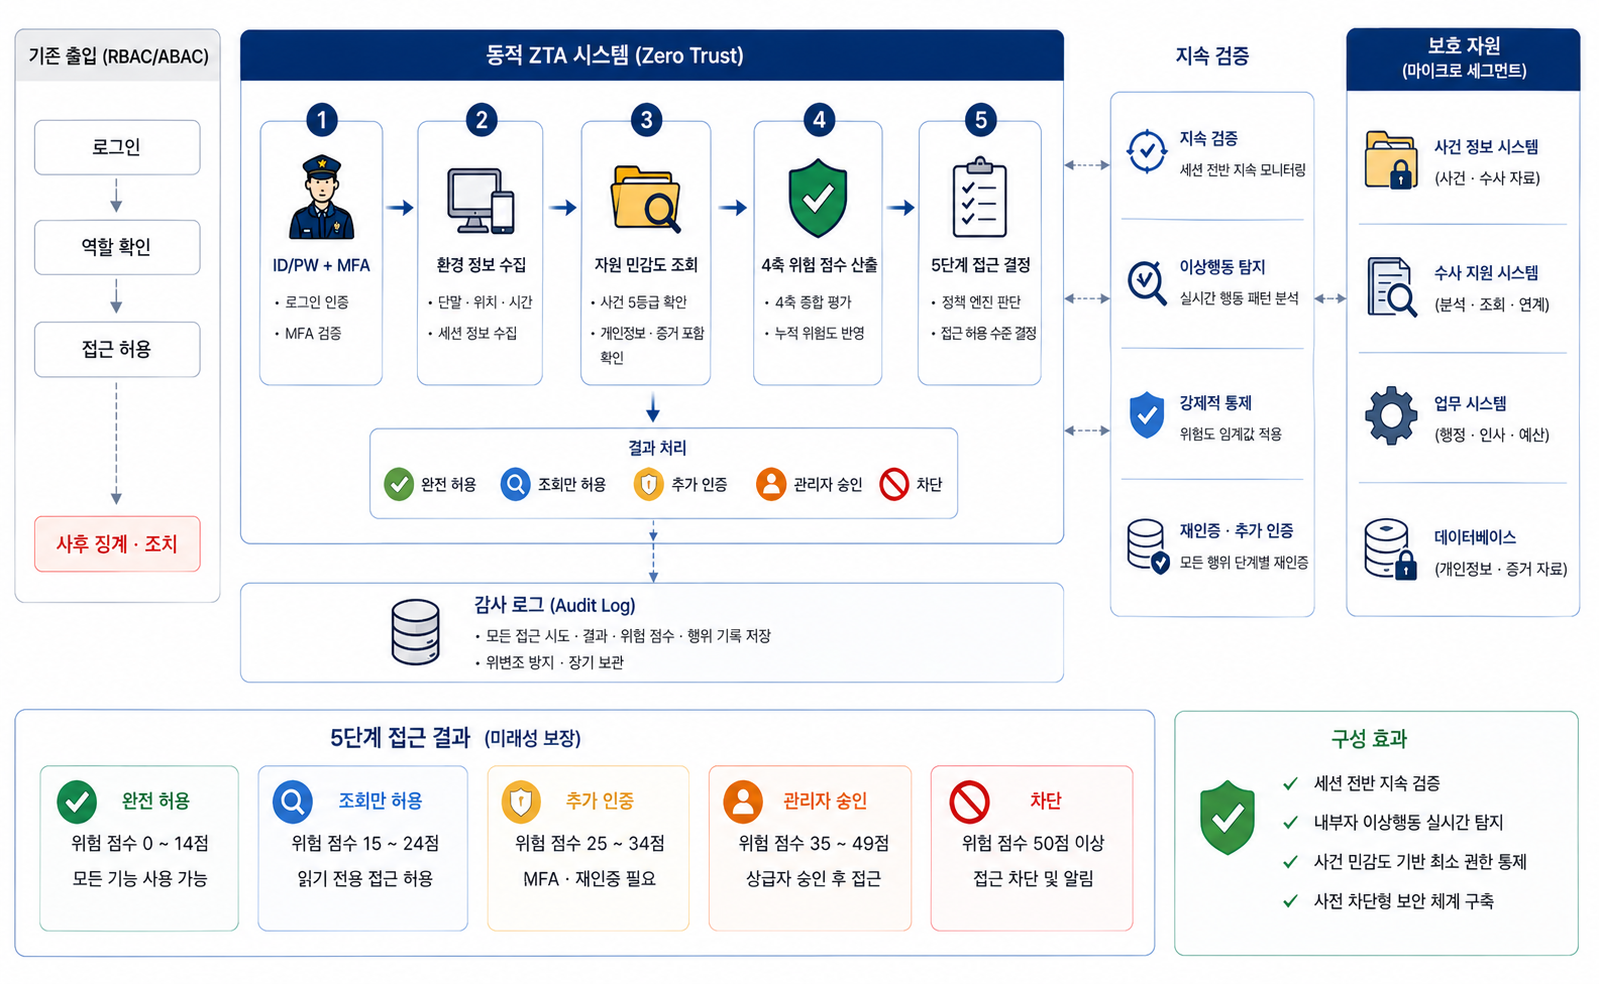 기존 출입 (RBAC/ABAC)
로그인
역할 확인
접근 허용
사후 징계 · 조치
동적 ZTA 시스템 (Zero Trust)
1
ID/PW + MFA
• 로그인 인증
• MFA 검증
2
환경 정보 수집
• 단말 · 위치 · 시간
• 세션 정보 수집
3
자원 민감도 조회
• 사건 5등급 확인
• 개인정보 · 증거 포함
확인
4
4축 위험 점수 산출
• 4축 종합 평가
• 누적 위험도 반영
5
5단계 접근 결정
• 정책 엔진 판단
• 접근 허용 수준 결정
결과 처리
완전 허용
조회만 허용
추가 인증
관리자 숭인
차단
감사 로그 (Audit Log)
• 모든 접근 시도 · 결과 · 위험 점수 · 행위 기록 저장
• 위변조 방지 · 장기 보관
지속 검증
지속 검증
세션 전반 지속 모니터링
이상행동 탐지
실시간 행동 패턴 분석
강제적 통제
위험도 임계값 적용
재인증 · 추가 인증
모든 행위 단계별 재인증
보호 자원
(마이크로 세그먼트)
사건 정보 시스템
(사건 · 수사 자료)
수사 지원 시스템
(분석 · 조회 · 연계)
업무 시스템
(행정 · 인사 · 예산)
데이터베이스
(개인정보 · 증거 자료)
5단계 접근 결과 (미래성 보장)
완전 허용
위험 점수 0 ~ 14점
모든 기능 사용 가능
조회만 허용
위험 점수 15 ~ 24점
읽기 전용 접근 허용
추가 인증
위험 점수 25 ~ 34점
MFA · 재인증 필요
관리자 숭인
위험 점수 35 ~ 49점
상급자 숭인 후 접근
차단
위험 점수 50점 이상
접근 차단 및 알림
구성 효과
✓ 세션 전반 지속 검증
✓ 내부자 이상행동 실시간 탐지
✓ 사건 민감도 기반 최소 권한 통제
✓ 사전 차단형 보안 체계 구축